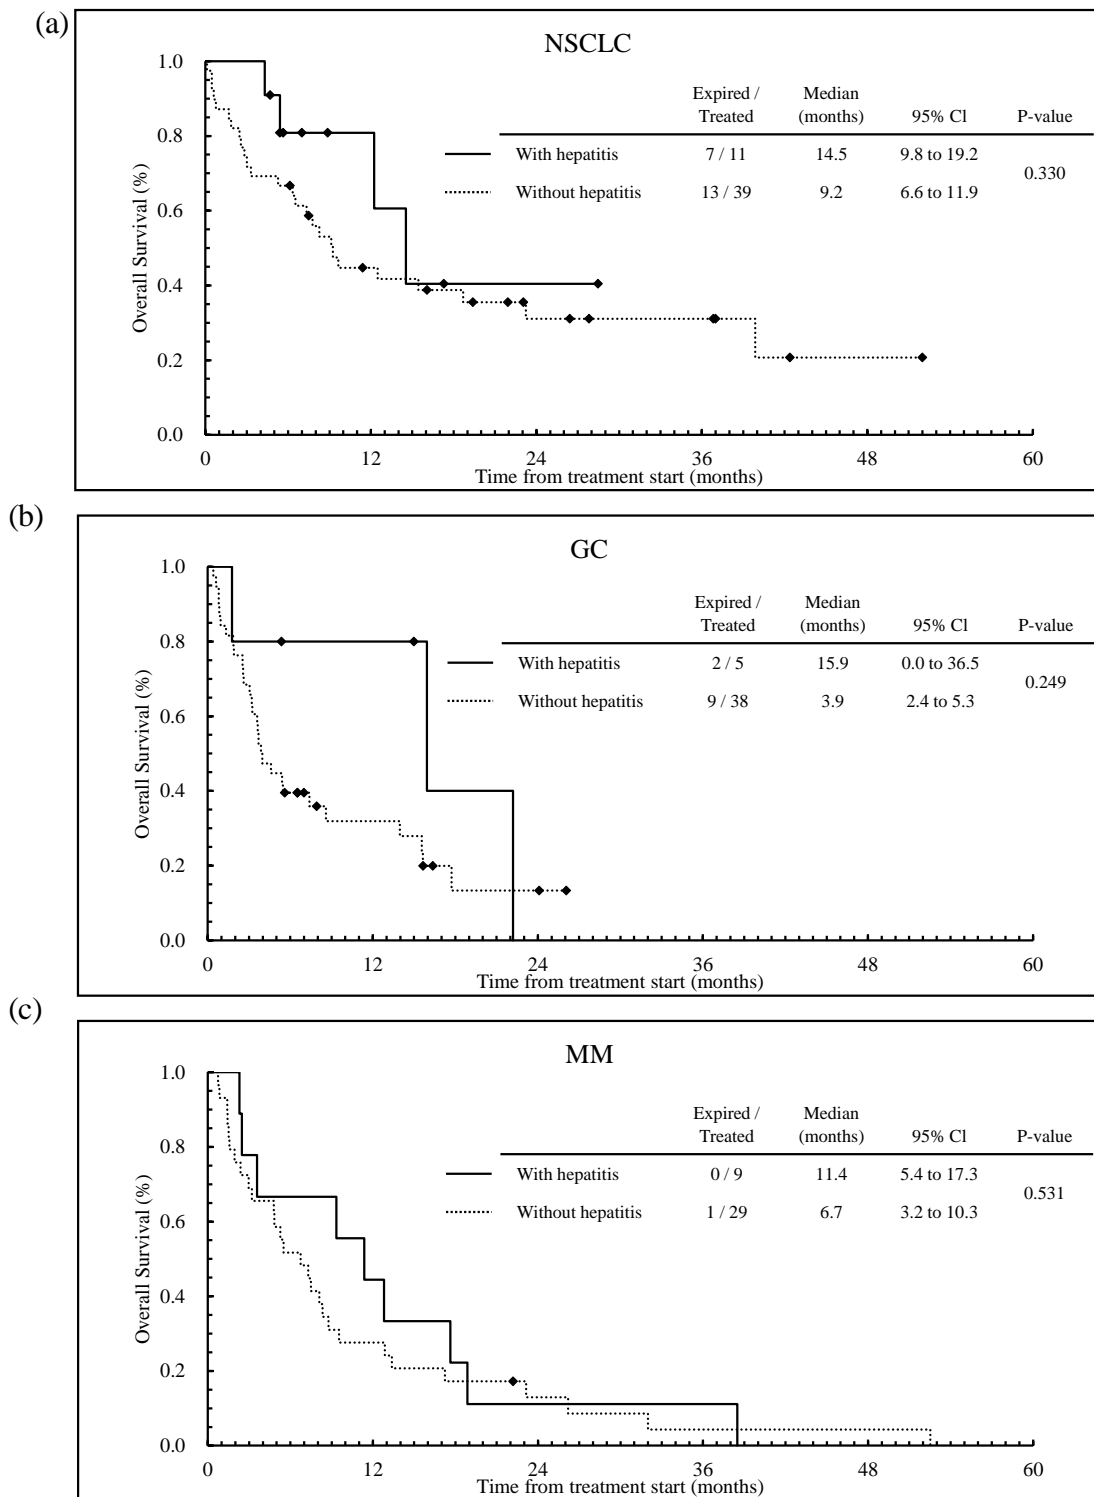 (a)
NSCLC
Expired / Treated Median (months) 95% Cl P-value
With hepatitis 7 / 11 14.5 9.8 to 19.2
0.330
Without hepatitis 13 / 39 9.2 6.6 to 11.9
Overall Survival (%)
1.0
0.8
0.6
0.4
0.2
0.0
0 12 24 36 48 60
Time from treatment start (months)
(b)
GC
Expired / Treated Median (months) 95% Cl P-value
With hepatitis 2 / 5 15.9 0.0 to 36.5
0.249
Without hepatitis 9 / 38 3.9 2.4 to 5.3
Overall Survival (%)
1.0
0.8
0.6
0.4
0.2
0.0
0 12 24 36 48 60
Time from treatment start (months)
(c)
MM
Expired / Treated Median (months) 95% Cl P-value
With hepatitis 0 / 9 11.4 5.4 to 17.3
0.531
Without hepatitis 1 / 29 6.7 3.2 to 10.3
Overall Survival (%)
1.0
0.8
0.6
0.4
0.2
0.0
0 12 24 36 48 60
Time from treatment start (months)